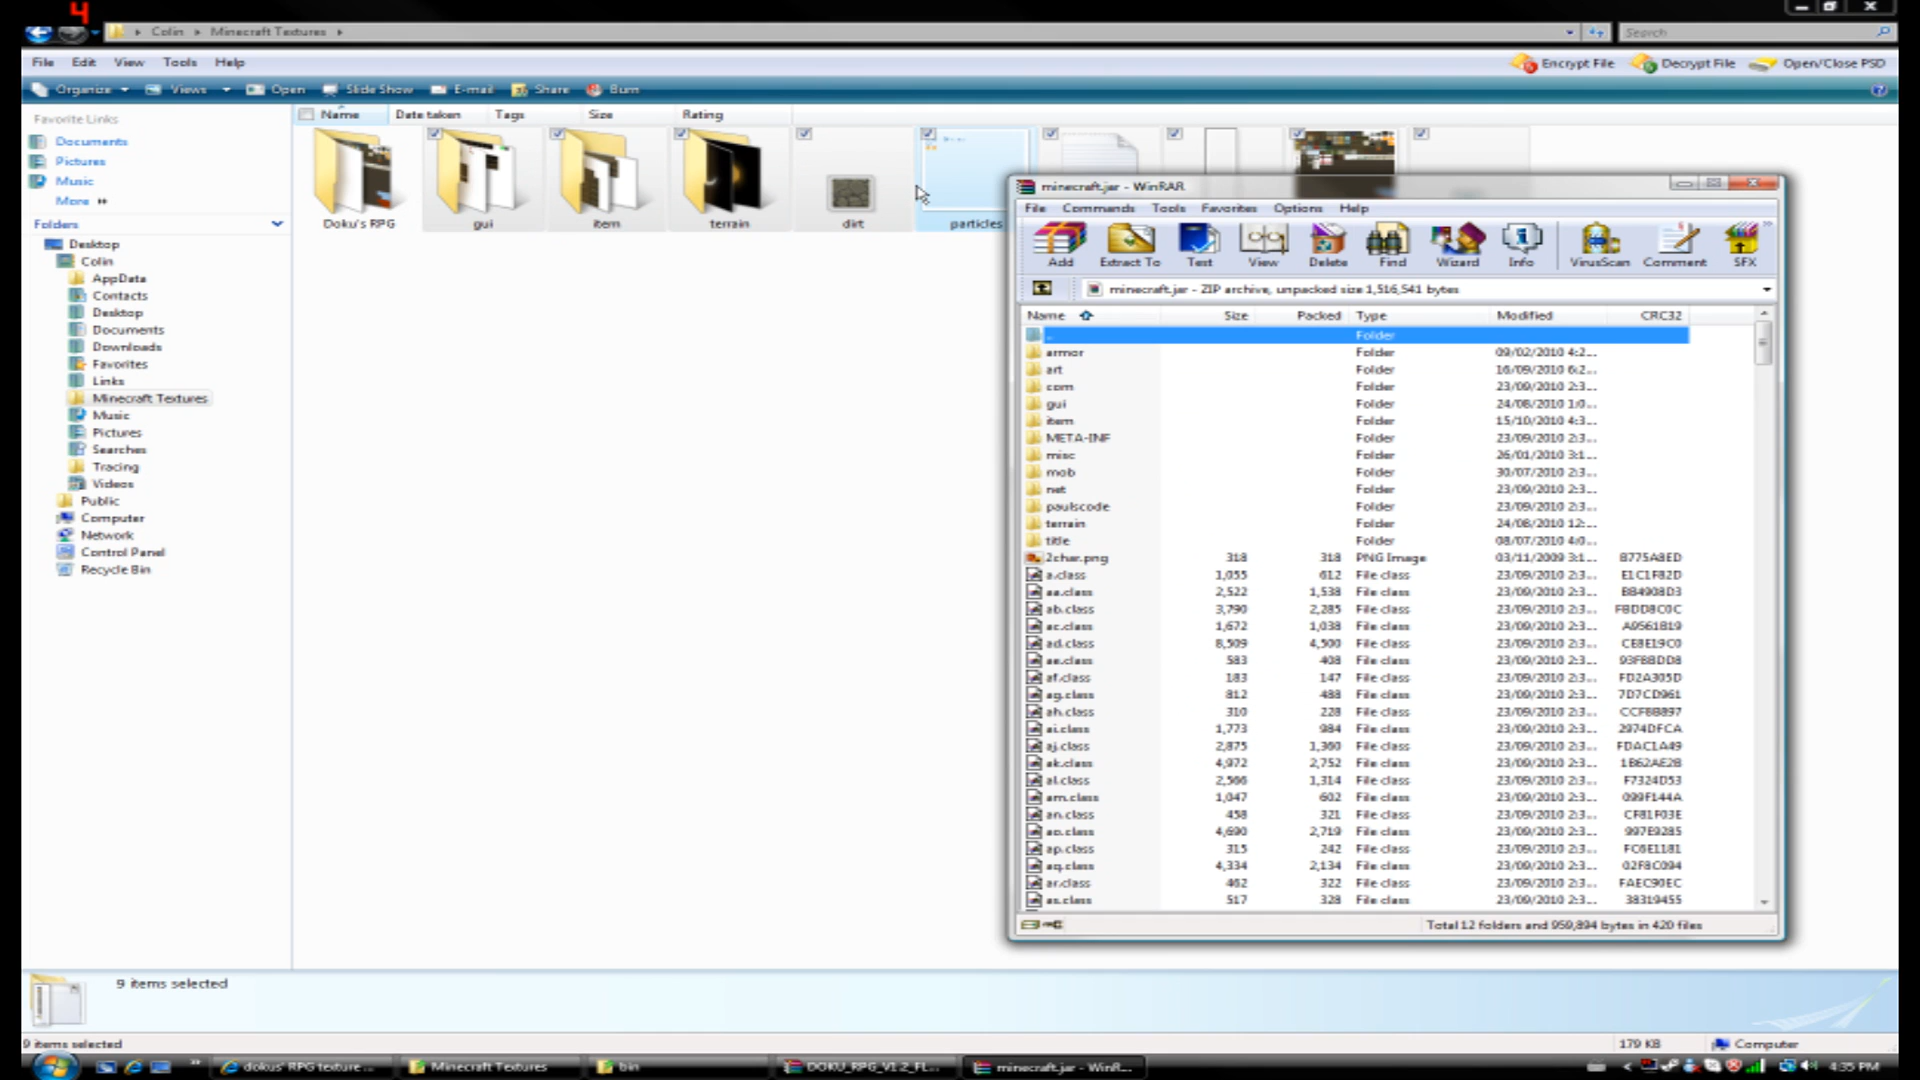 4
Colin Minecraft Textures
Search
File Edit View Tools Help
Encrypt File Decrypt File Open/Close PSD
Organize Views Open Slide Show E-mail Share Burn
Favorite Links
Documents
Pictures
Music
More
Folders
Desktop
Colin
AppData
Contacts
Desktop
Documents
Downloads
Favorites
Links
Minecraft Textures
Music
Pictures
Searches
Tracing
Videos
Public
Computer
Network
Control Panel
Recycle Bin
Name Date taken Tags Size Rating
Doku's RPG gui item terrain dirt particles
minecraft.jar - WinRAR
File Commands Tools Favorites Options Help
Add Extract To Test View Delete Find Wizard Info VirusScan Comment SFX
minecraft.jar - ZIP archive, unpacked size 1,516,541 bytes
Name Size Packed Type Modified CRC32
.. Folder
armor Folder 09/02/2010 4:2...
art Folder 16/09/2010 6:2...
com Folder 23/09/2010 2:3...
gui Folder 24/08/2010 1:0...
item Folder 15/10/2010 4:3...
META-INF Folder 23/09/2010 2:3...
misc Folder 26/01/2010 3:1...
mob Folder 30/07/2010 2:3...
net Folder 23/09/2010 2:3...
paulscode Folder 23/09/2010 2:3...
terrain Folder 24/08/2010 12:...
title Folder 08/07/2010 4:0...
2char.png 318 318 PNG Image 03/11/2009 3:1... B775A8ED
a.class 1,055 612 File class 23/09/2010 2:3... E1C1F82D
aa.class 2,522 1,538 File class 23/09/2010 2:3... BB4908D3
ab.class 3,790 2,285 File class 23/09/2010 2:3... FBDD8C0C
ac.class 1,672 1,038 File class 23/09/2010 2:3... A9561819
ad.class 8,509 4,500 File class 23/09/2010 2:3... CE8E19C0
ae.class 583 408 File class 23/09/2010 2:3... 93FBBDD8
af.class 183 147 File class 23/09/2010 2:3... FD2A305D
ag.class 812 488 File class 23/09/2010 2:3... 7D7CD961
ah.class 310 228 File class 23/09/2010 2:3... CCF8B897
ai.class 1,773 984 File class 23/09/2010 2:3... 2974DFCA
aj.class 2,875 1,360 File class 23/09/2010 2:3... FDAC1A49
ak.class 4,972 2,752 File class 23/09/2010 2:3... 1B62AE2B
al.class 2,566 1,314 File class 23/09/2010 2:3... F7324D53
am.class 1,047 602 File class 23/09/2010 2:3... 099F144A
an.class 458 321 File class 23/09/2010 2:3... CF81F03E
ao.class 4,690 2,719 File class 23/09/2010 2:3... 997E9285
ap.class 315 242 File class 23/09/2010 2:3... FC6E1181
aq.class 4,334 2,134 File class 23/09/2010 2:3... 02F8C094
ar.class 462 322 File class 23/09/2010 2:3... FAEC90EC
as.class 517 328 File class 23/09/2010 2:3... 38319455
Total 12 folders and 959,894 bytes in 420 files
9 items selected
9 items selected 179 KB Computer
dokus' RPG texture ... Minecraft Textures bin DOKU_RPG_V1.2_FL... minecraft.jar - WinR... 4:35 PM